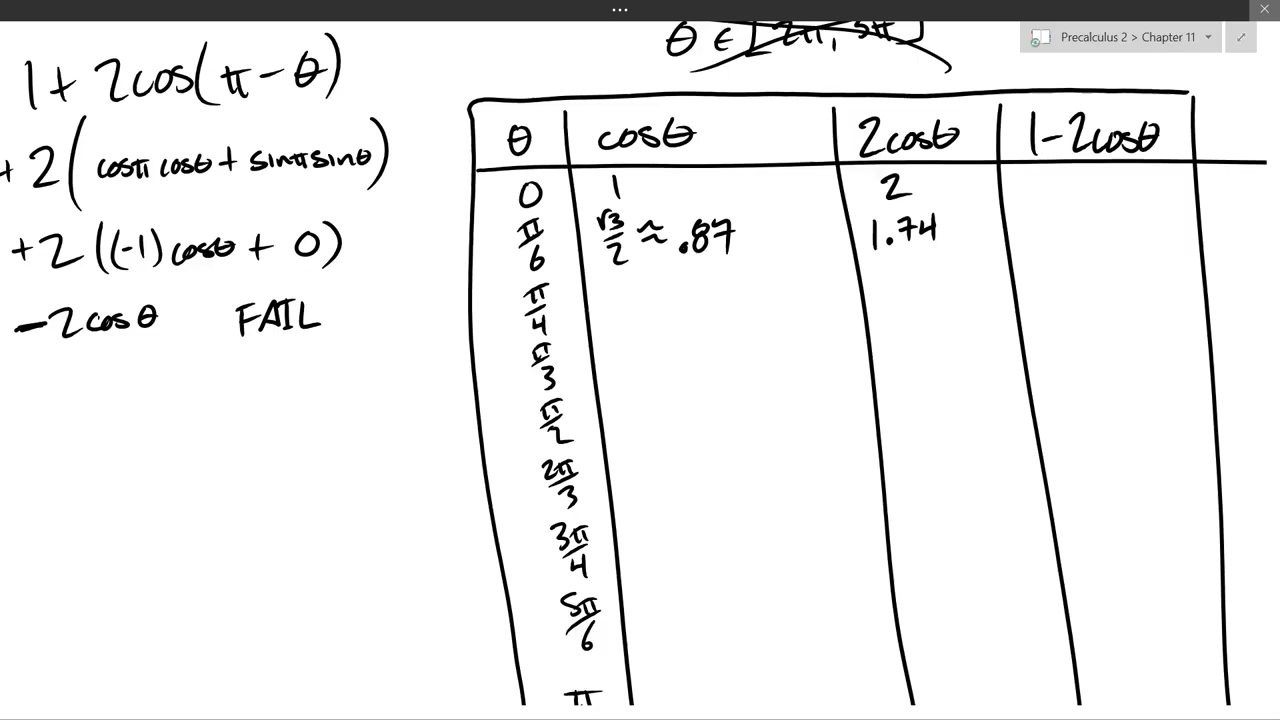 Precalculus 2 > Chapter 11
θ ∈ [2π, 3π]
1 + 2cos(π − θ)
+ 2(cosπ cosθ + sinπ sinθ)
+ 2((-1)cosθ + 0)
− 2cosθ FAIL
θ cosθ 2cosθ 1-2cosθ
0 1 2
π/6 √3/2 ≈ .87 1.74
π/4
π/3
π/2
2π/3
3π/4
5π/6
π